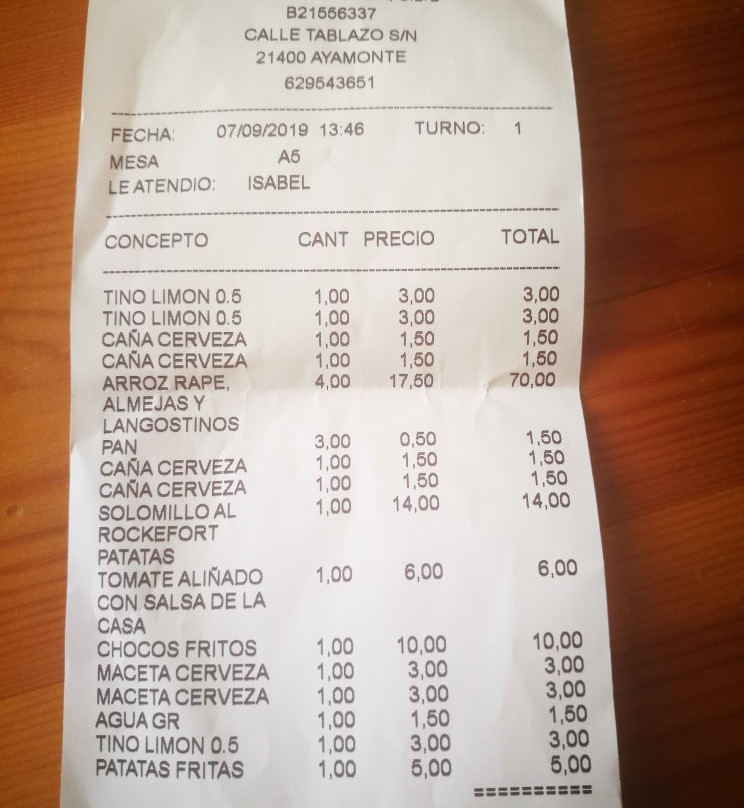 B21556337
CALLE TABLAZO S/N
21400 AYAMONTE
629543651
FECHA: 07/09/2019 13:46 TURNO: 1
MESA A5
LE ATENDIO: ISABEL
CONCEPTO CANT PRECIO TOTAL
TINO LIMON 0.5 1,00 3,00 3,00
TINO LIMON 0.5 1,00 3,00 3,00
CAÑA CERVEZA 1,00 1,50 1,50
CAÑA CERVEZA 1,00 1,50 1,50
ARROZ RAPE, 4,00 17,50 70,00
ALMEJAS Y
LANGOSTINOS
PAN 3,00 0,50 1,50
CAÑA CERVEZA 1,00 1,50 1,50
CAÑA CERVEZA 1,00 1,50 1,50
SOLOMILLO AL 1,00 14,00 14,00
ROCKEFORT
PATATAS
TOMATE ALIÑADO 1,00 6,00 6,00
CON SALSA DE LA
CASA
CHOCOS FRITOS 1,00 10,00 10,00
MACETA CERVEZA 1,00 3,00 3,00
MACETA CERVEZA 1,00 3,00 3,00
AGUA GR 1,00 1,50 1,50
TINO LIMON 0.5 1,00 3,00 3,00
PATATAS FRITAS 1,00 5,00 5,00